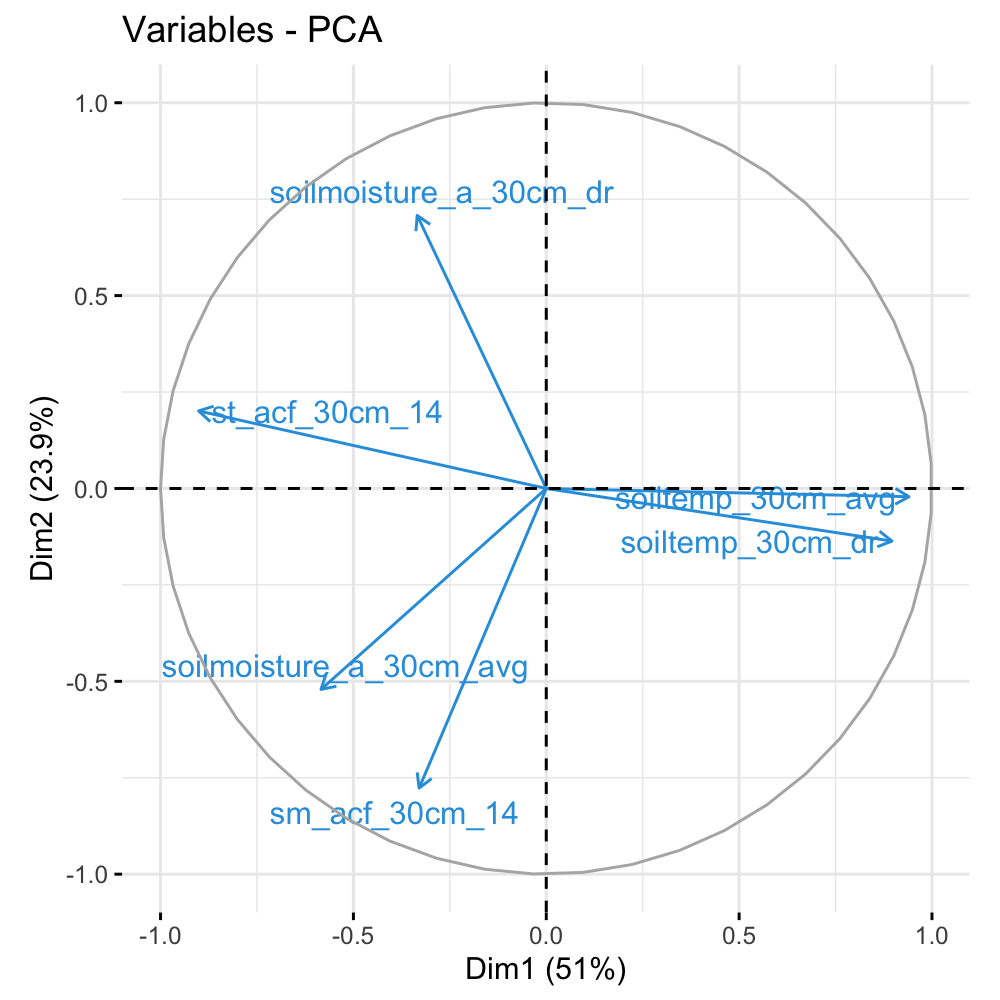 Variables - PCA
1.0
soilmoisture_a_30cm_dr
0.5
st_acf_30cm_14
0.0
soiltemp_30cm_avg
soiltemp_30cm_dr
Dim2 (23.9%)
soilmoisture_a_30cm_avg
-0.5
sm_acf_30cm_14
-1.0
-1.0 -0.5 0.0 0.5 1.0
Dim1 (51%)